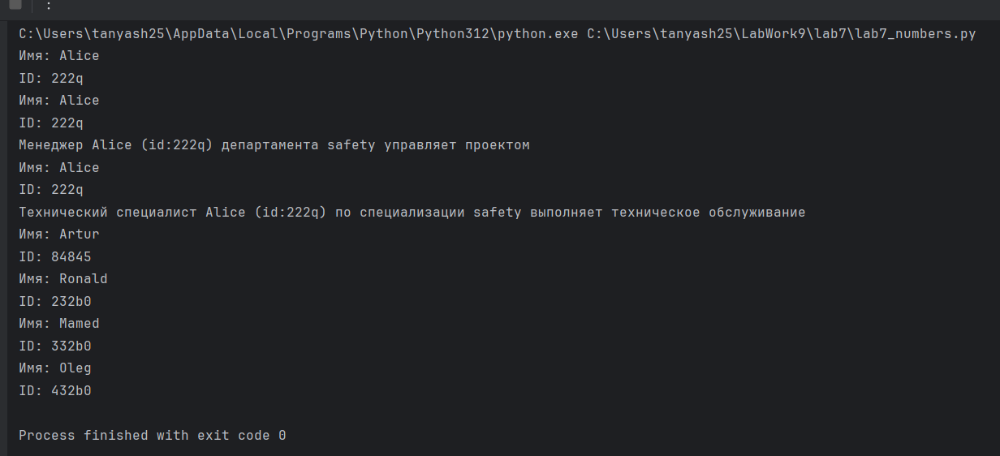 C:\Users\tanyash25\AppData\Local\Programs\Python\Python312\python.exe C:\Users\tanyash25\LabWork9\lab7\lab7_numbers.py
Имя: Alice
ID: 222q
Имя: Alice
ID: 222q
Менеджер Alice (id:222q) департамента safety управляет проектом
Имя: Alice
ID: 222q
Технический специалист Alice (id:222q) по специализации safety выполняет техническое обслуживание
Имя: Artur
ID: 84845
Имя: Ronald
ID: 232b0
Имя: Mamed
ID: 332b0
Имя: Oleg
ID: 432b0
Process finished with exit code 0